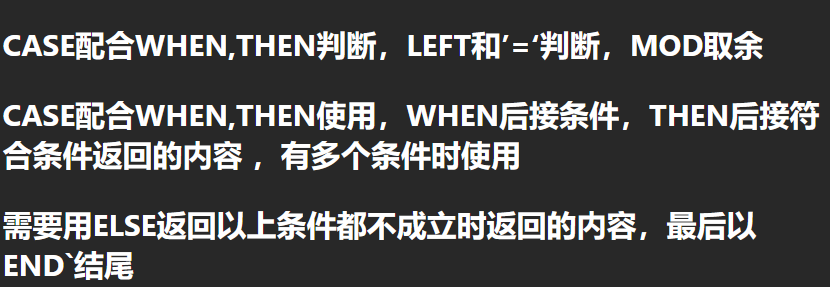 CASE配合WHEN,THEN判断，LEFT和’=‘判断，MOD取余
CASE配合WHEN,THEN使用，WHEN后接条件，THEN后接符
合条件返回的内容 ，有多个条件时使用
需要用ELSE返回以上条件都不成立时返回的内容，最后以
END`结尾